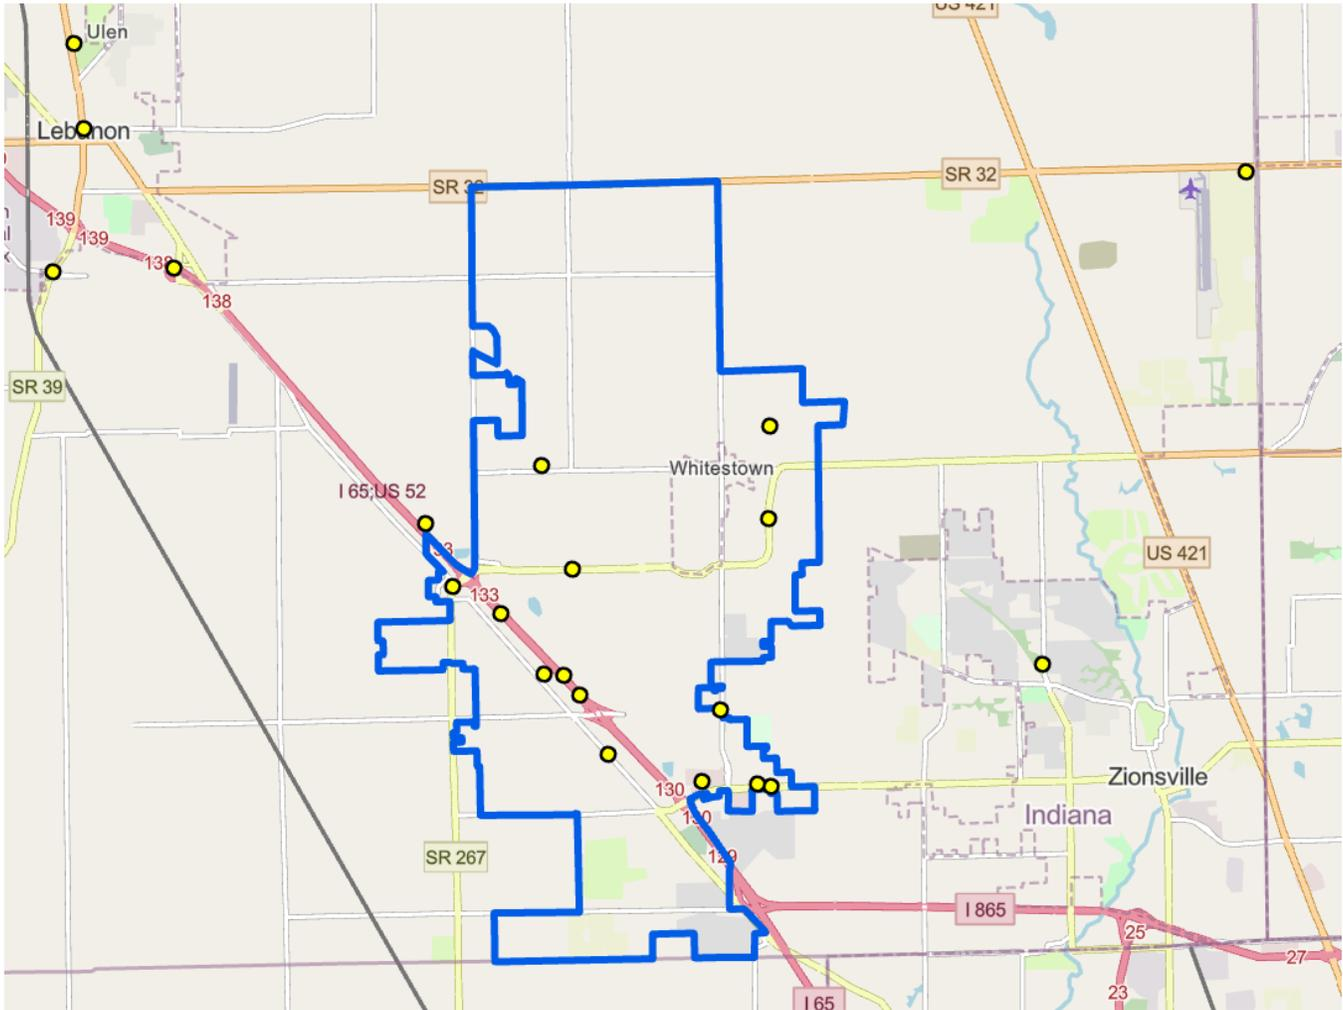 US 421
Ulen
Lebanon
SR 32
SR 32
139
139
138
138
SR 39
Whitestown
I 65;US 52
US 421
133
133
130
Zionsville
Indiana
130
129
SR 267
I 865
25
27
23
I 65